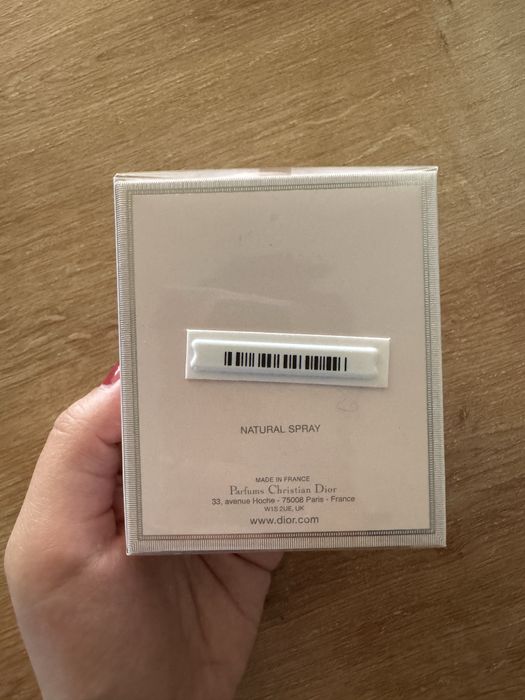 NATURAL SPRAY
MADE IN FRANCE
Parfums Christian Dior
33, avenue Hoche - 75008 Paris - France
W1S 2UE, UK
www.dior.com